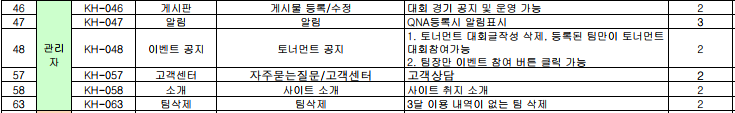 46 KH-046 게시판 게시물 등록/수정 대회 경기 공지 및 운영 가능 2
47 KH-047 알림 알림 QNA등록시 알림표시 3
관리자
48 KH-048 이벤트 공지 토너먼트 공지 1. 토너먼트 대회글작성 삭제, 등록된 팀만이 토너먼트
대회참여가능
2. 팀장만 이벤트 참여 버튼 클릭 가능 2
57 KH-057 고객센터 자주묻는질문/고객센터 고객상담 2
58 KH-058 소개 사이트 소개 사이트 취지 소개 2
63 KH-063 팀삭제 팀삭제 3달 이용 내역이 없는 팀 삭제 2